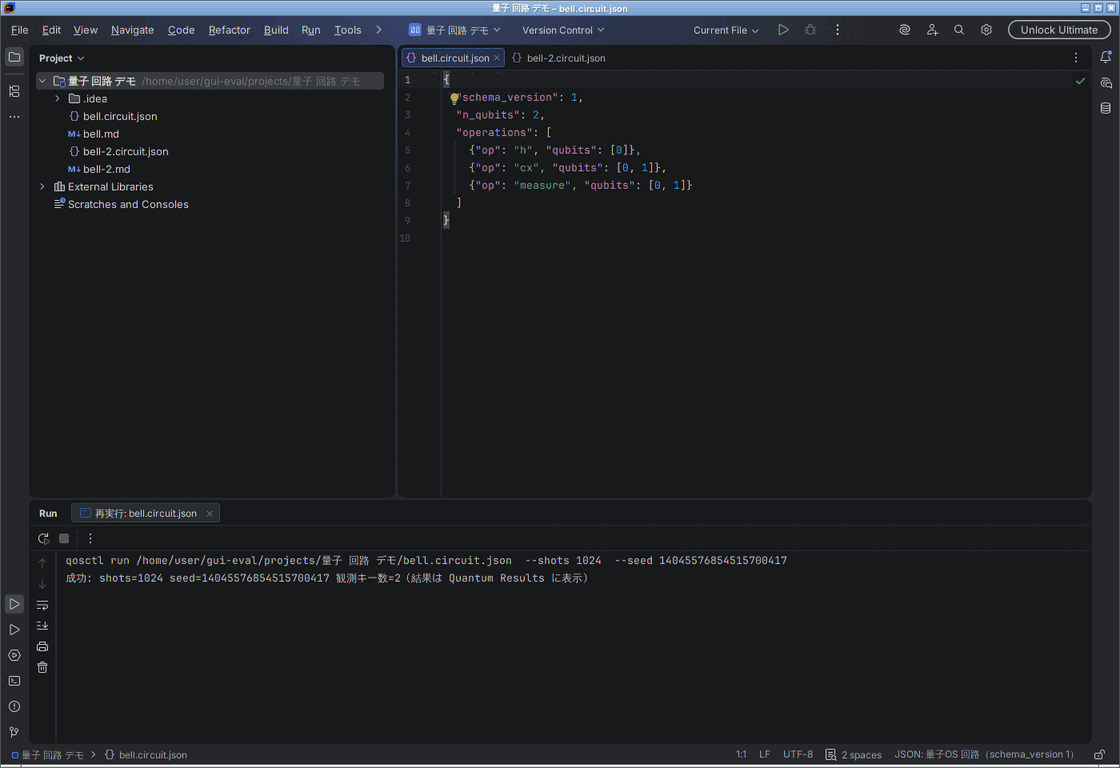 量子 回路 デモ – bell.circuit.json
File Edit View Navigate Code Refactor Build Run Tools 量子 回路 デモ Version Control Current File Unlock Ultimate
Project
量子 回路 デモ /home/user/gui-eval/projects/量子 回路 デモ
.idea
bell.circuit.json
bell.md
bell-2.circuit.json
bell-2.md
External Libraries
Scratches and Consoles
bell.circuit.json bell-2.circuit.json
1 {
2 "schema_version": 1,
3 "n_qubits": 2,
4 "operations": [
5 {"op": "h", "qubits": [0]},
6 {"op": "cx", "qubits": [0, 1]},
7 {"op": "measure", "qubits": [0, 1]}
8 ]
9 }
10
Run 再実行: bell.circuit.json
qosctl run /home/user/gui-eval/projects/量子 回路 デモ/bell.circuit.json --shots 1024 --seed 14045576854515700417
成功: shots=1024 seed=14045576854515700417 観測キー数=2（結果は Quantum Results に表示）
量子 回路 デモ bell.circuit.json 1:1 LF UTF-8 2 spaces JSON: 量子OS 回路（schema_version 1）